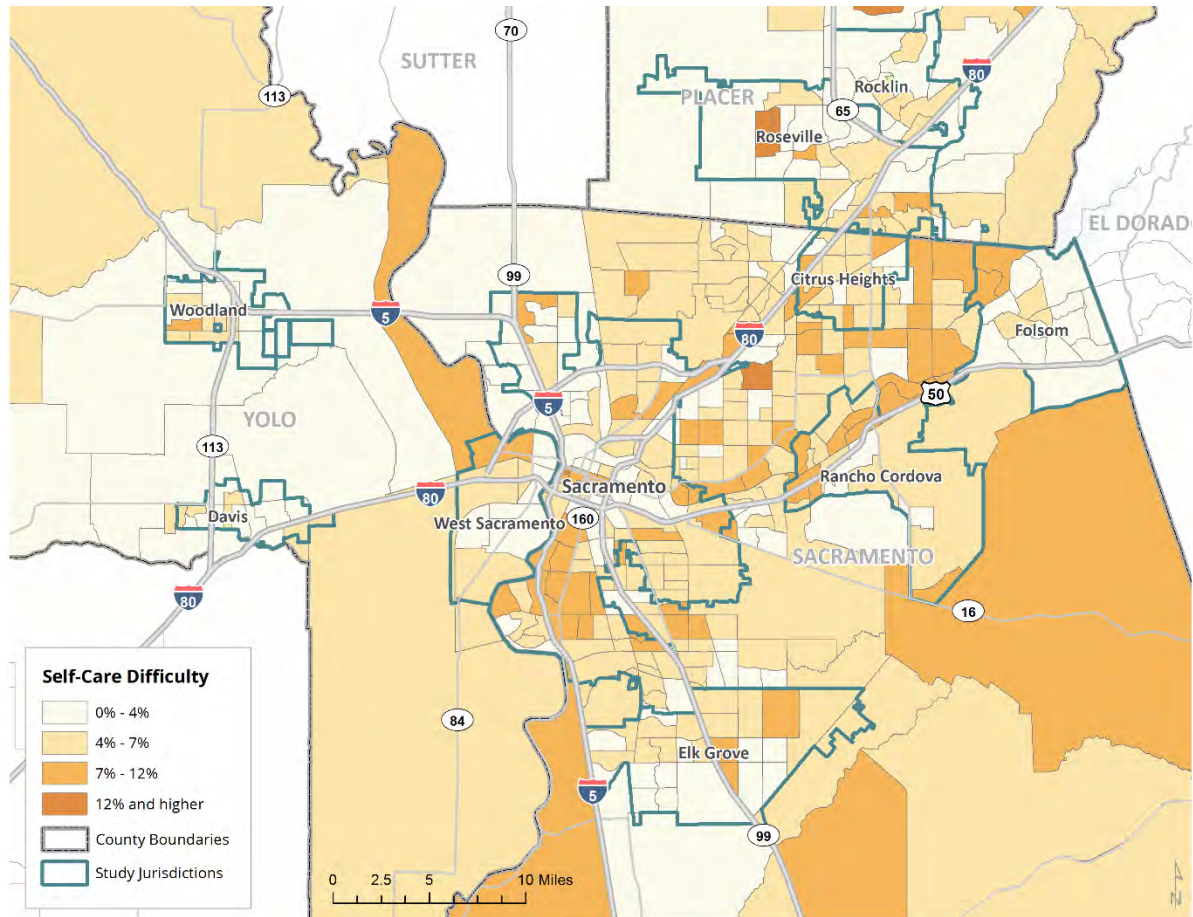 70
SUTTER
80
113
Rocklin
PLACER
65
Roseville
EL DORAD
99
Citrus Heights
Woodland
5
Folsom
80
50
5
YOLO
113
Rancho Cordova
80
Sacramento
Davis
West Sacramento
160
SACRAMENTO
80
16
Self-Care Difficulty
0% - 4%
4% - 7%
7% - 12%
12% and higher
County Boundaries
Study Jurisdictions
84
Elk Grove
5
99
0 2.5 5 10 Miles